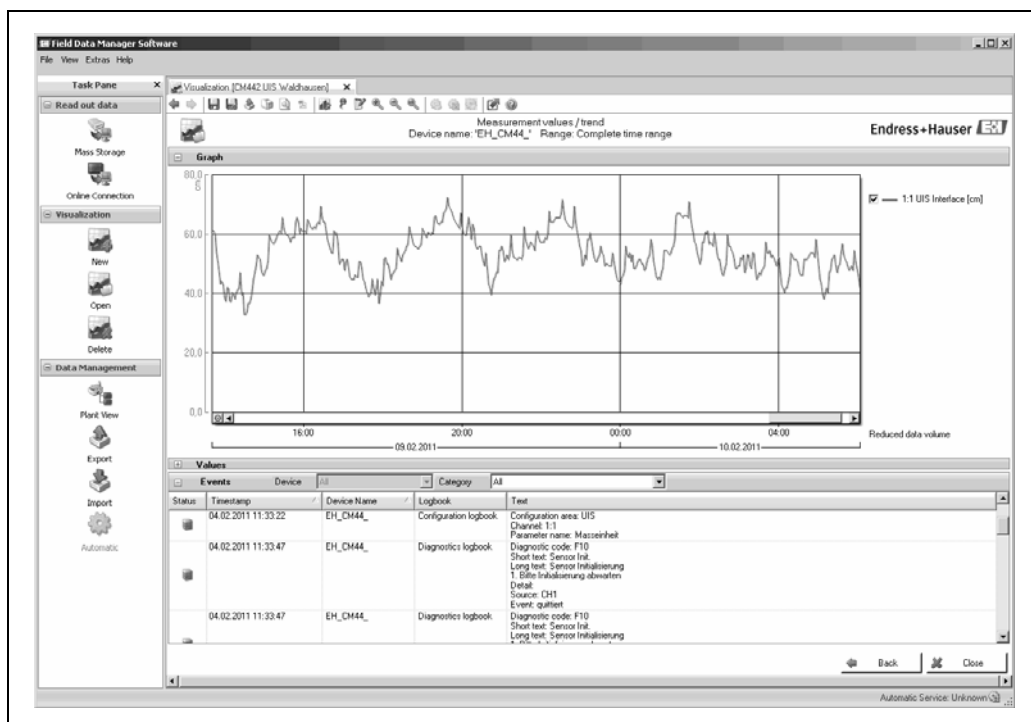 Field Data Manager Software
File View Extras Help
Task Pane
Visualization [CM442 UIS Waldhausen]
Read out data
Mass Storage
Online Connection
Visualization
New
Open
Delete
Data Management
Plant View
Export
Import
Automatic
Measurement values / trend
Device name: 'EH_CM44_' Range: Complete time range
Endress+Hauser EH
Graph
80,0
cm
60,0
40,0
20,0
0,0
1:1 UIS Interface [cm]
16:00 20:00 00:00 04:00
09.02.2011 10.02.2011
Reduced data volume
Values
Events Device All Category All
Status Timestamp Device Name Logbook Text
04.02.2011 11:33:22 EH_CM44_ Configuration logbook Configuration area: UIS
Channel: 1:1
Parameter name: Masseinheit
04.02.2011 11:33:47 EH_CM44_ Diagnostics logbook Diagnostic code: F10
Short text: Sensor Init.
Long text: Sensor Initialisierung
1. Bitte Initialisierung abwarten
Detail:
Source: CH1
Event: quittiert
04.02.2011 11:33:47 EH_CM44_ Diagnostics logbook Diagnostic code: F10
Short text: Sensor Init.
Long text: Sensor Initialisierung
Back Close
Automatic Service: Unknown